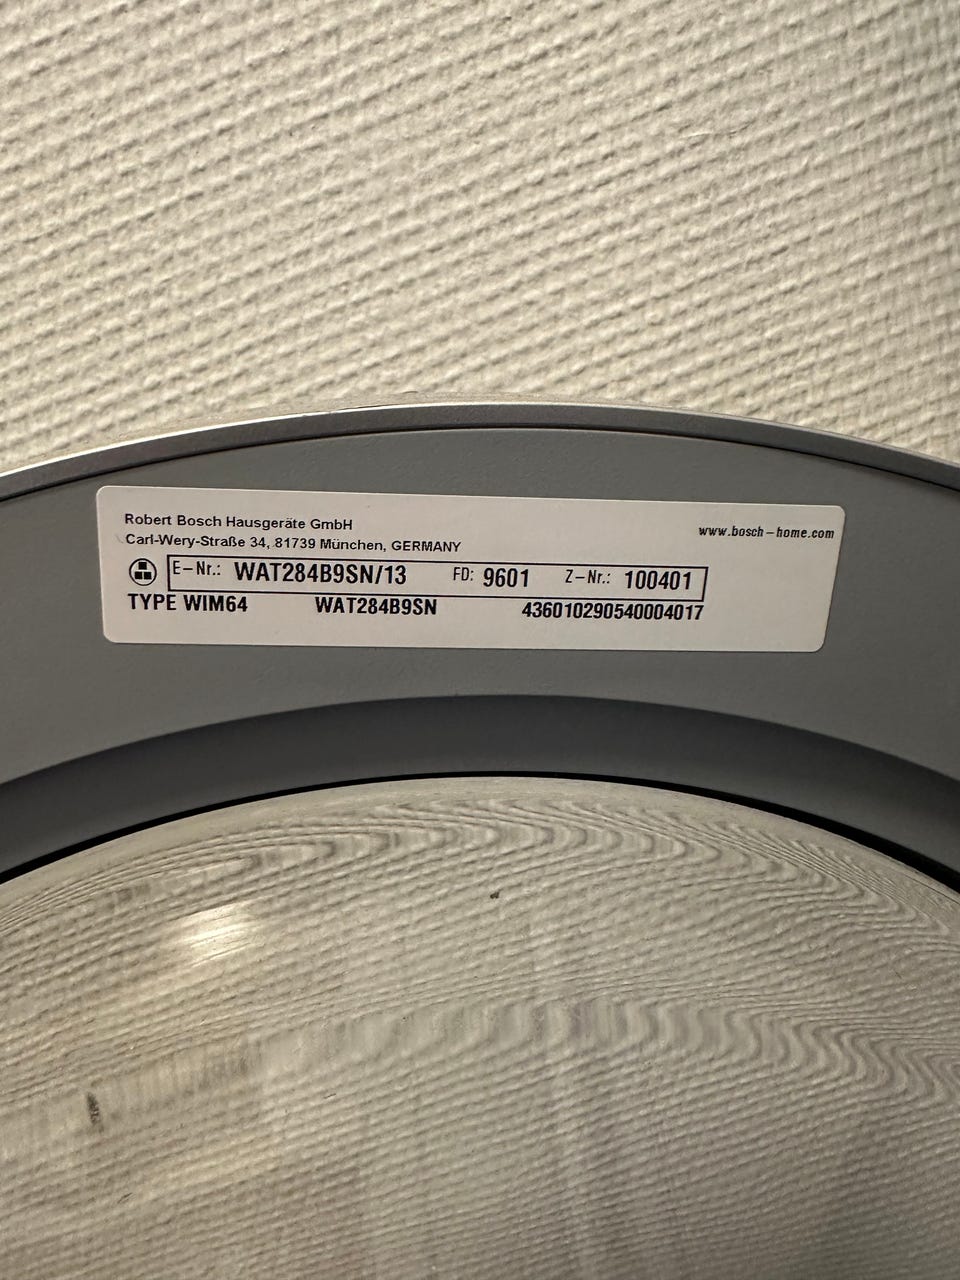 Robert Bosch Hausgeräte GmbH
Carl-Wery-Straße 34, 81739 München, GERMANY
www.bosch-home.com
E-Nr.: WAT284B9SN/13 FD: 9601 Z-Nr.: 100401
TYPE WIM64 WAT284B9SN 436010290540004017